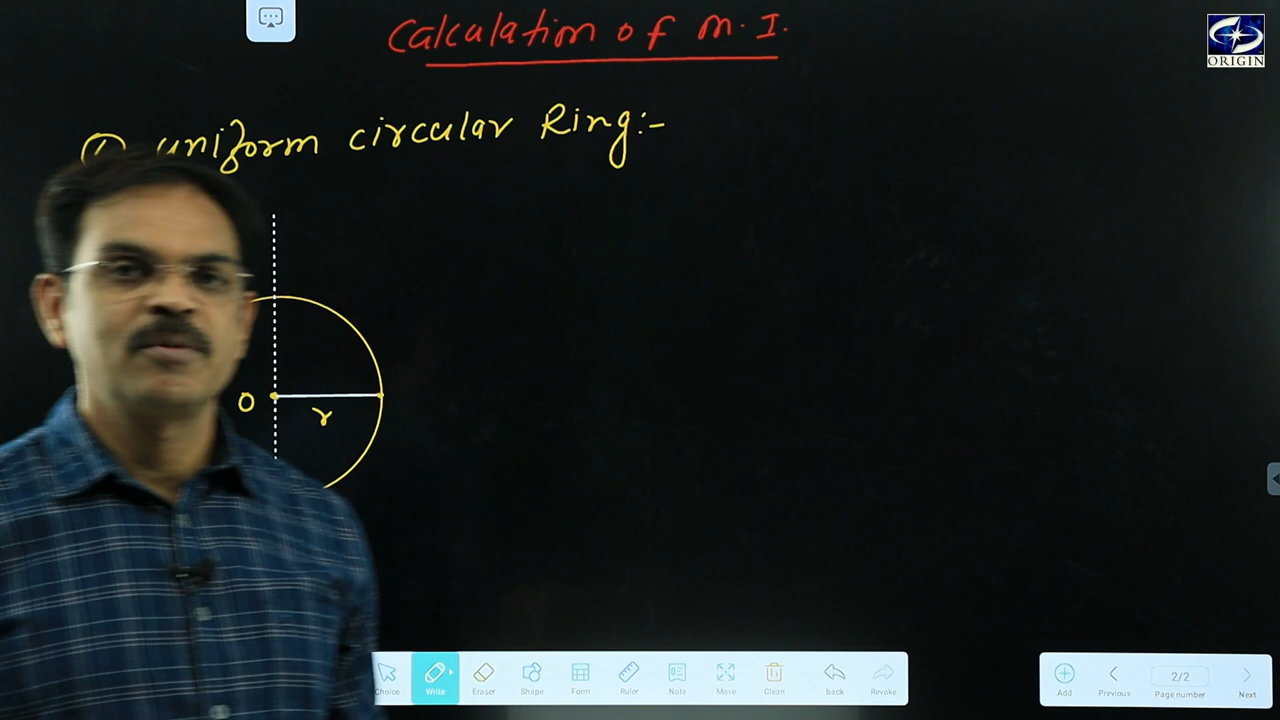 Calculation of M.I.
ORIGIN
① uniform circular Ring:-
O
r
Choice
Write
Eraser
Shape
Form
Ruler
Note
Move
Clean
back
Revoke
Add
Previous
2/2
Page number
Next